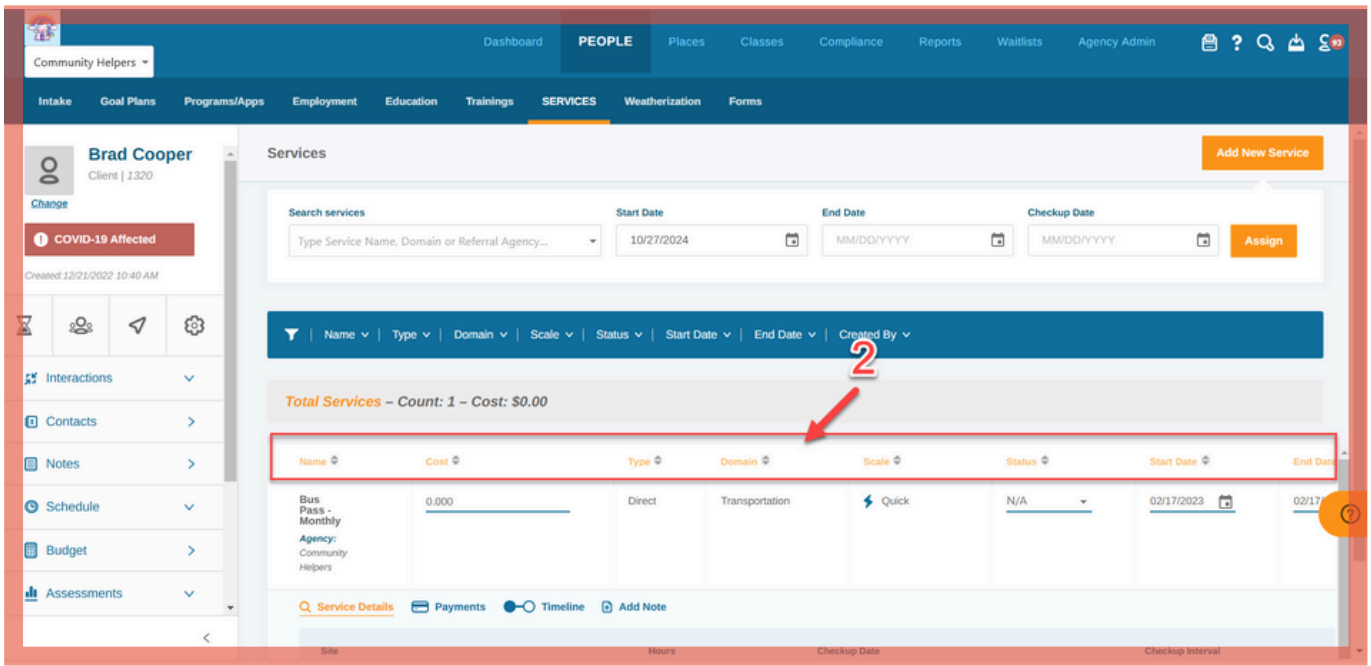 Community Helpers
Dashboard PEOPLE Places Classes Compliance Reports Waitlists Agency Admin ? 93
Intake Goal Plans Programs/Apps Employment Education Trainings SERVICES Weatherization Forms
Brad Cooper
Client | 1320
Change
COVID-19 Affected
Created:12/21/2022 10:40 AM
Interactions
Contacts
Notes
Schedule
Budget
Assessments
Services
Add New Service
Search services Start Date End Date Checkup Date
Type Service Name, Domain or Referral Agency... 10/27/2024 MM/DD/YYYY MM/DD/YYYY Assign
| Name | Type | Domain | Scale | Status | Start Date | End Date | Created By
2
Total Services – Count: 1 – Cost: $0.00
Name Cost Type Domain Scale Status Start Date End Date
Bus 0.000 Direct Transportation Quick N/A 02/17/2023 02/17/
Pass -
Monthly
Agency:
Community
Helpers
?
Service Details Payments Timeline Add Note
Site Hours Checkup Date Checkup Interval